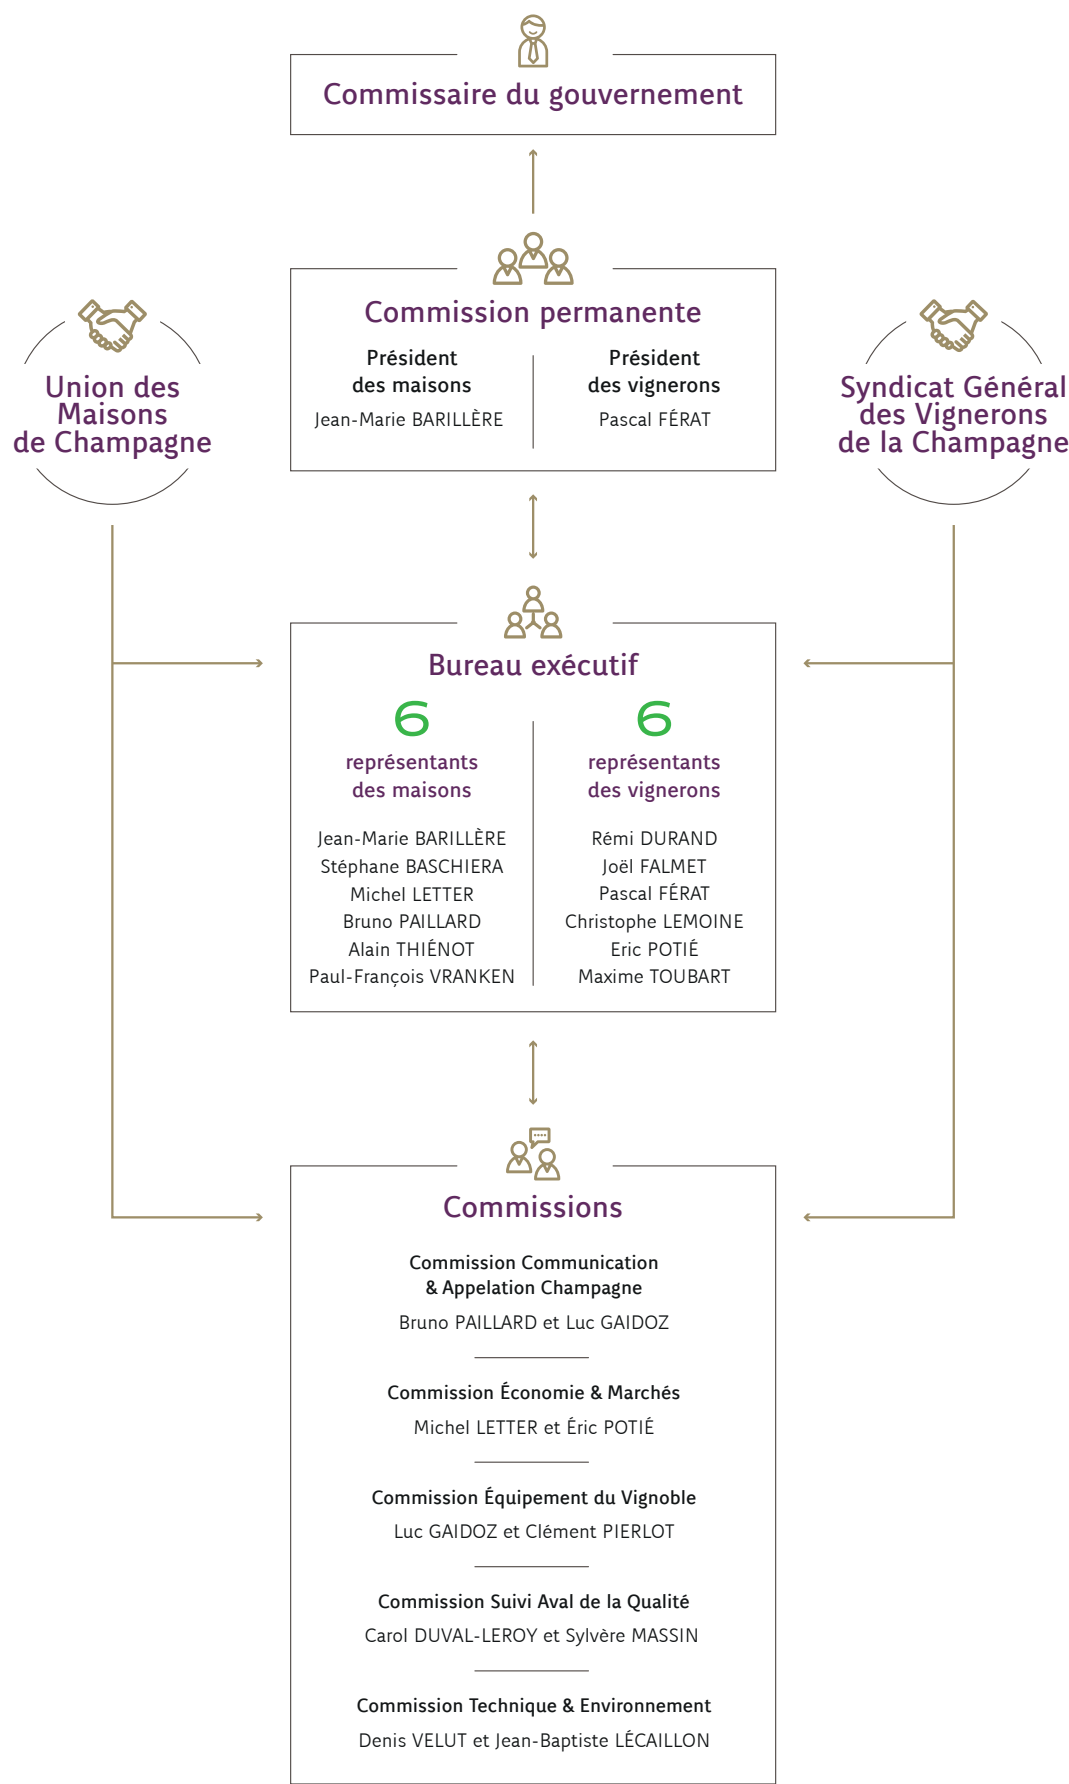 Commissaire du gouvernement
Commission permanente
Président
des maisons
Jean-Marie BARILLÈRE
Président
des vignerons
Pascal FÉRAT
Union des
Maisons
de Champagne
Syndicat Général
des Vignerons
de la Champagne
Bureau exécutif
6
représentants
des maisons
Jean-Marie BARILLÈRE
Stéphane BASCHIERA
Michel LETTER
Bruno PAILLARD
Alain THIÉNOT
Paul-François VRANKEN
6
représentants
des vignerons
Rémi DURAND
Joël FALMET
Pascal FÉRAT
Christophe LEMOINE
Eric POTIÉ
Maxime TOUBART
Commissions
Commission Communication
& Appelation Champagne
Bruno PAILLARD et Luc GAIDOZ
Commission Économie & Marchés
Michel LETTER et Éric POTIÉ
Commission Équipement du Vignoble
Luc GAIDOZ et Clément PIERLOT
Commission Suivi Aval de la Qualité
Carol DUVAL-LEROY et Sylvère MASSIN
Commission Technique & Environnement
Denis VELUT et Jean-Baptiste LÉCAILLON